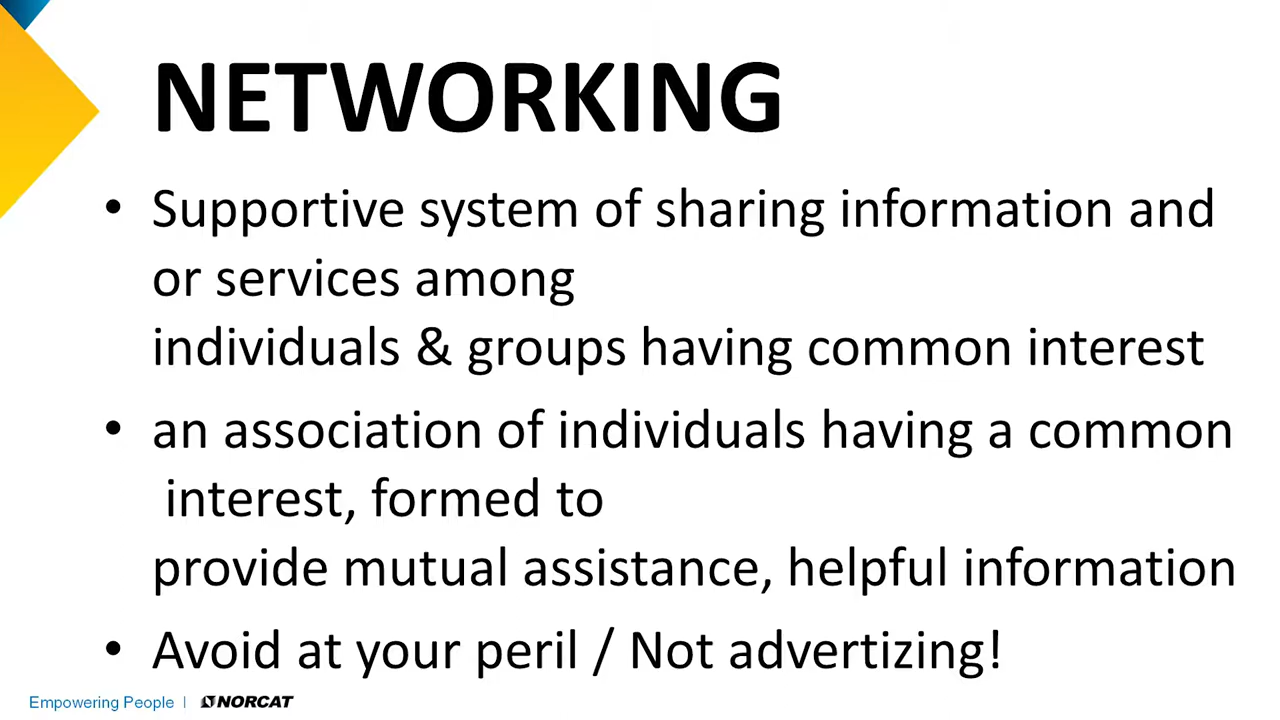 NETWORKING
• Supportive system of sharing information and
or services among
individuals & groups having common interest
• an association of individuals having a common
interest, formed to
provide mutual assistance, helpful information
• Avoid at your peril / Not advertizing!
Empowering People | NORCAT